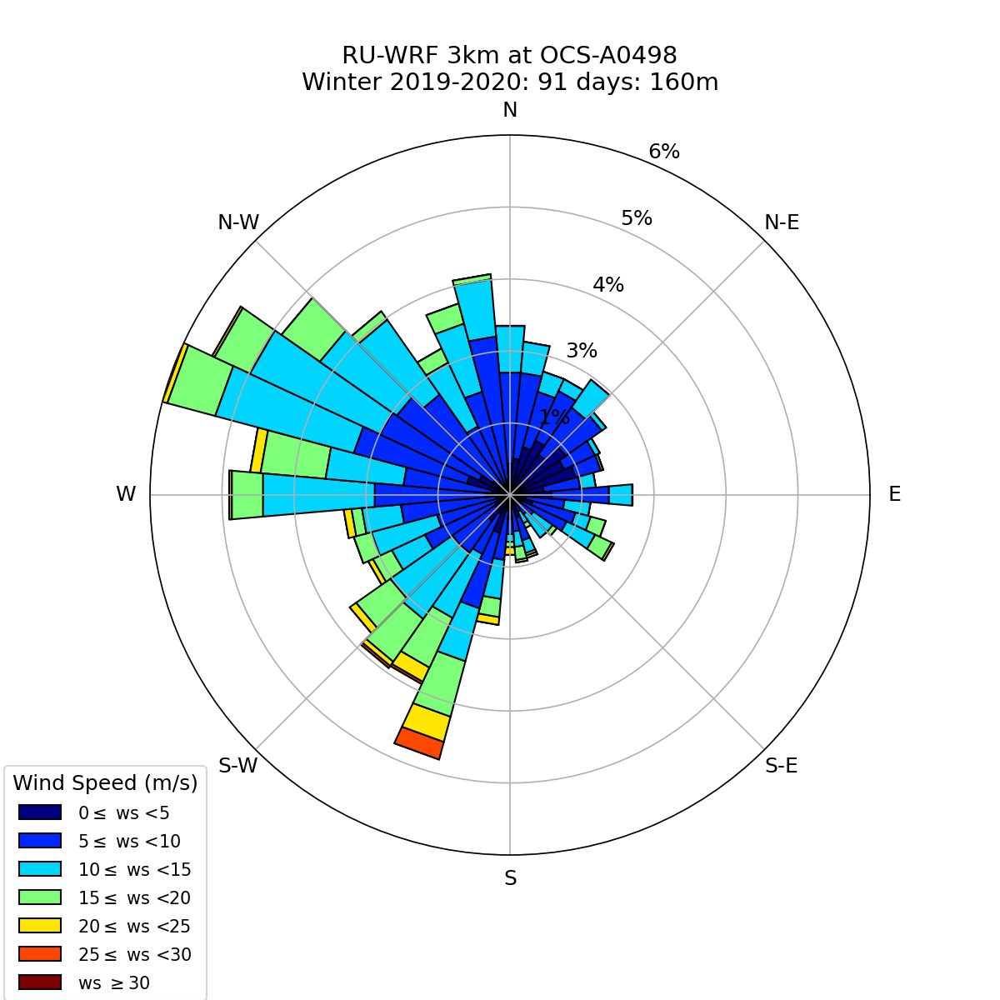 RU-WRF 3km at OCS-A0498
Winter 2019-2020: 91 days: 160m
N
6%
5%
N-W
N-E
4%
3%
1%
W
E
S-W
S-E
S
Wind Speed (m/s)
0 ≤ ws <5
5 ≤ ws <10
10 ≤ ws <15
15 ≤ ws <20
20 ≤ ws <25
25 ≤ ws <30
ws ≥ 30